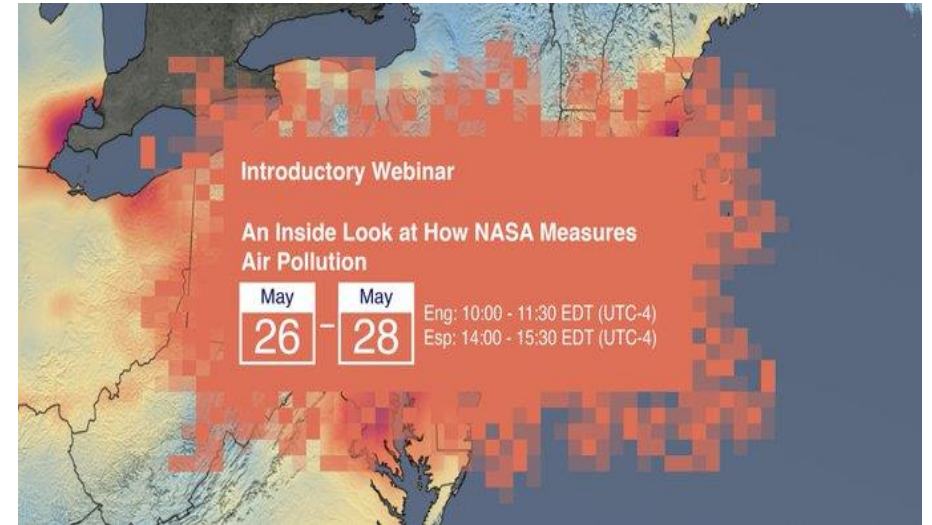 Introductory Webinar
An Inside Look at How NASA Measures
Air Pollution
May
26
-
May
28
Eng: 10:00 - 11:30 EDT (UTC-4)
Esp: 14:00 - 15:30 EDT (UTC-4)